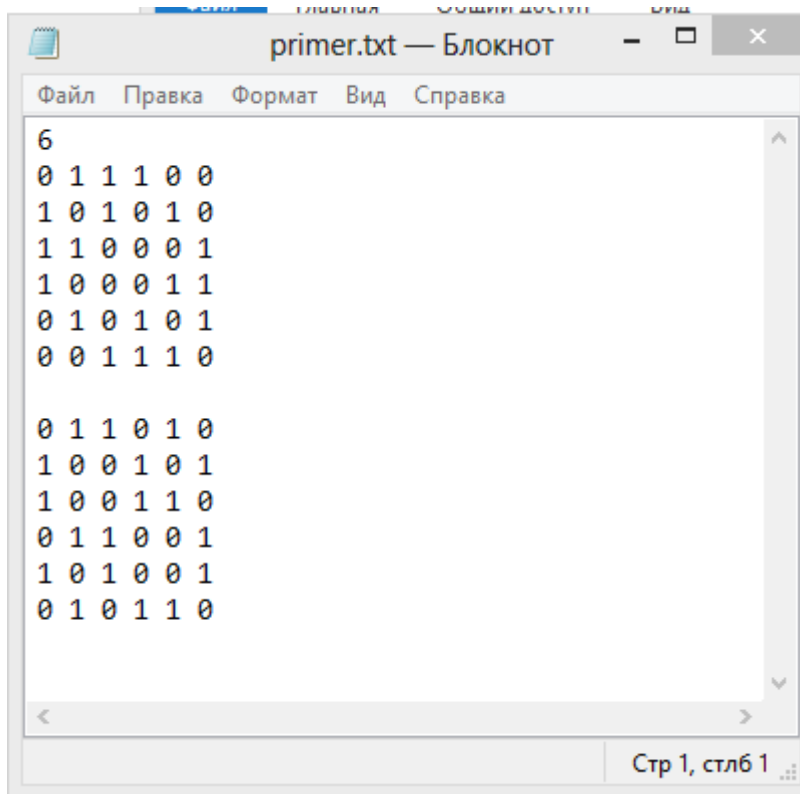 primer.txt — Блокнот
Файл Правка Формат Вид Справка
6
0 1 1 1 0 0
1 0 1 0 1 0
1 1 0 0 0 1
1 0 0 0 1 1
0 1 0 1 0 1
0 0 1 1 1 0

0 1 1 0 1 0
1 0 0 1 0 1
1 0 0 1 1 0
0 1 1 0 0 1
1 0 1 0 0 1
0 1 0 1 1 0
Стр 1, стлб 1